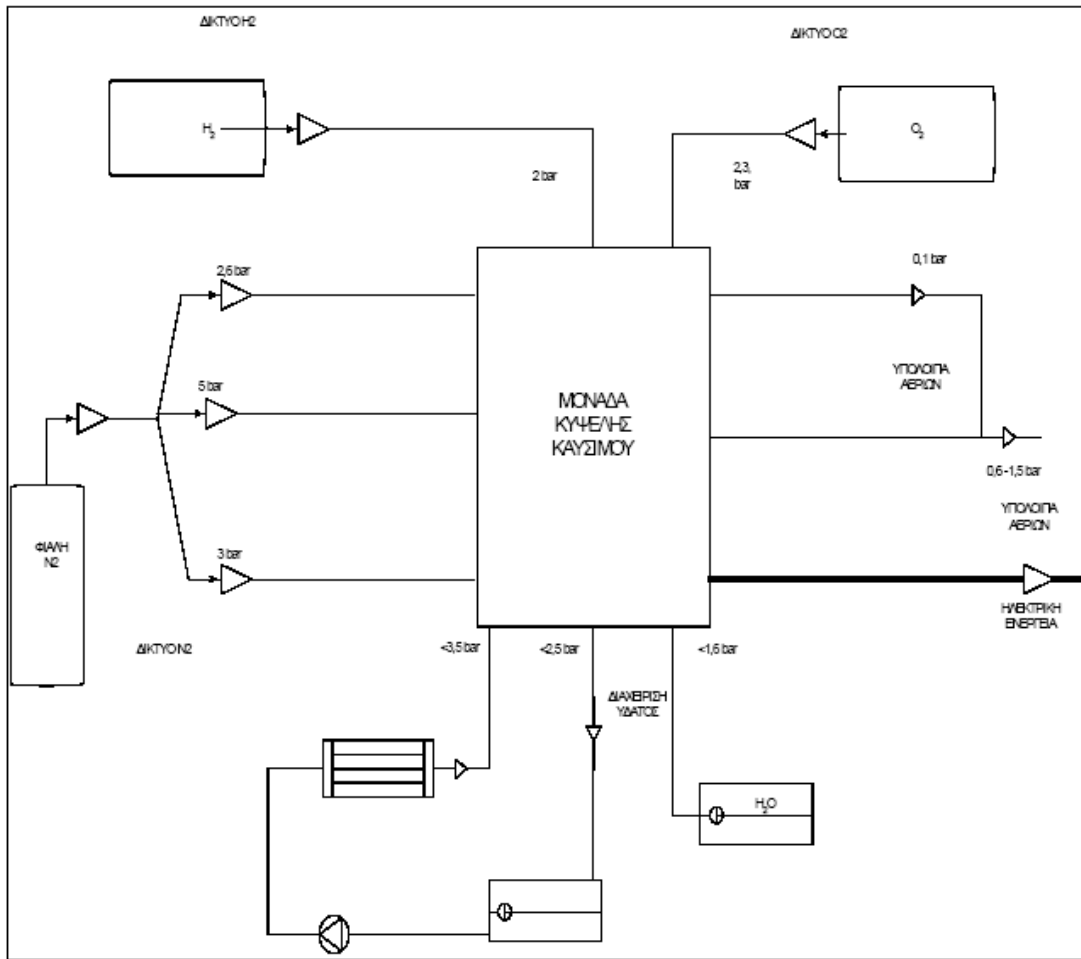 ΔΙΚΤΥΟ H2
ΔΙΚΤΥΟ O2
H2
O2
2 bar
2,3,
bar
2,6 bar
0,1 bar
5 bar
ΥΠΟΛΟΙΠΑ
ΑΕΡΙΩΝ
ΜΟΝΑΔΑ
ΚΥΨΕΛΗΣ
ΚΑΥΣΙΜΟΥ
0,6 -1,5 bar
ΥΠΟΛΟΙΠΑ
ΑΕΡΙΩΝ
ΦΙΑΛΗ
N2
3 bar
ΗΛΕΚΤΡΙΚΗ
ΕΝΕΡΓΕΙΑ
ΔΙΚΤΥΟ N2
<3,5 bar
<2,5 bar
<1,6 bar
ΔΙΑΧΕΙΡΙΣΗ
ΥΔΑΤΟΣ
H2O